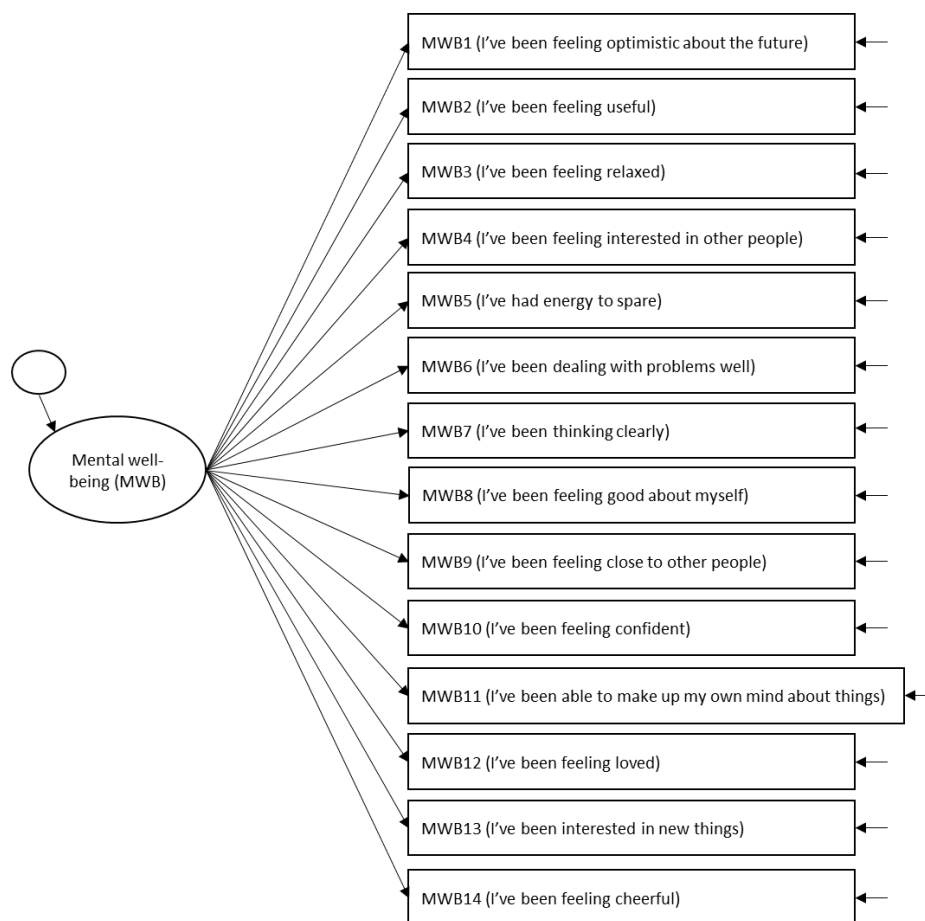 MWB1 (I’ve been feeling optimistic about the future)
MWB2 (I’ve been feeling useful)
MWB3 (I’ve been feeling relaxed)
MWB4 (I’ve been feeling interested in other people)
MWB5 (I’ve had energy to spare)
MWB6 (I’ve been dealing with problems well)
MWB7 (I’ve been thinking clearly)
Mental well-
being (MWB)
MWB8 (I’ve been feeling good about myself)
MWB9 (I’ve been feeling close to other people)
MWB10 (I’ve been feeling confident)
MWB11 (I’ve been able to make up my own mind about things)
MWB12 (I’ve been feeling loved)
MWB13 (I’ve been interested in new things)
MWB14 (I’ve been feeling cheerful)